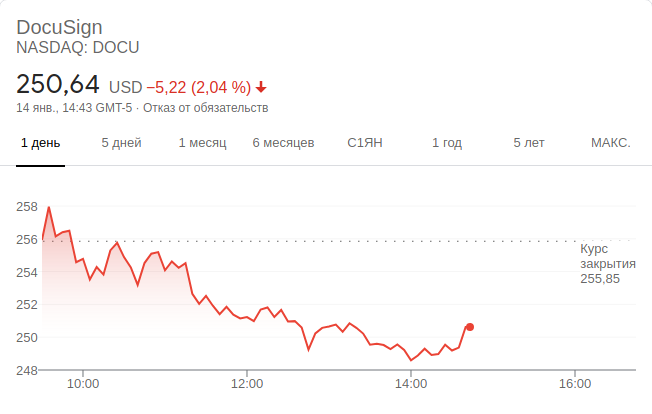 DocuSign
NASDAQ: DOCU
250,64 USD −5,22 (2,04 %)
14 янв., 14:43 GMT-5 · Отказ от обязательств
1 день 5 дней 1 месяц 6 месяцев С1ЯН 1 год 5 лет МАКС.
258
256
Курс
закрытия
255,85
254
252
250
248
10:00 12:00 14:00 16:00